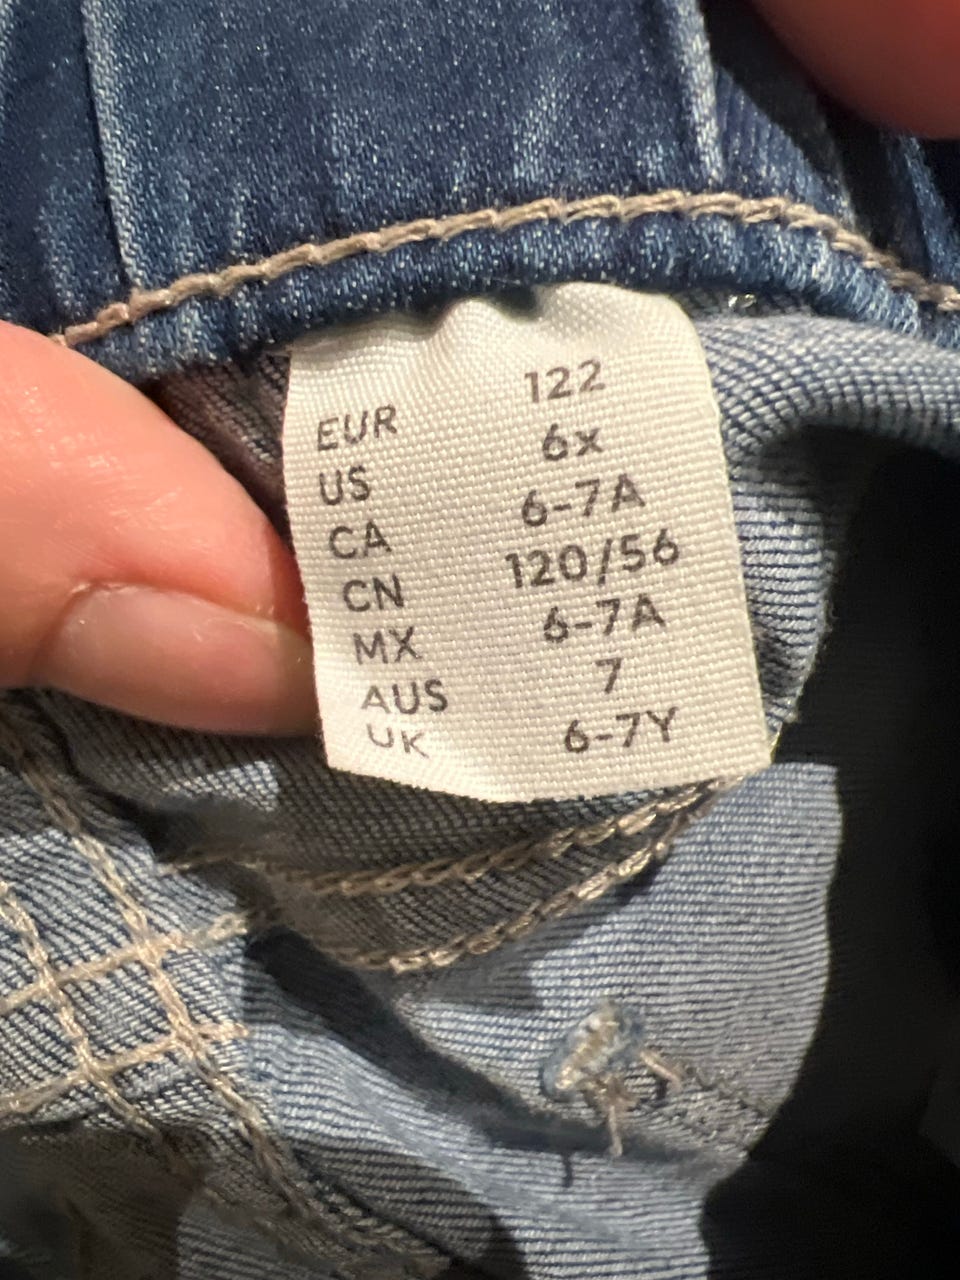 EUR 122
US 6x
CA 6-7A
CN 120/56
MX 6-7A
AUS 7
UK 6-7Y